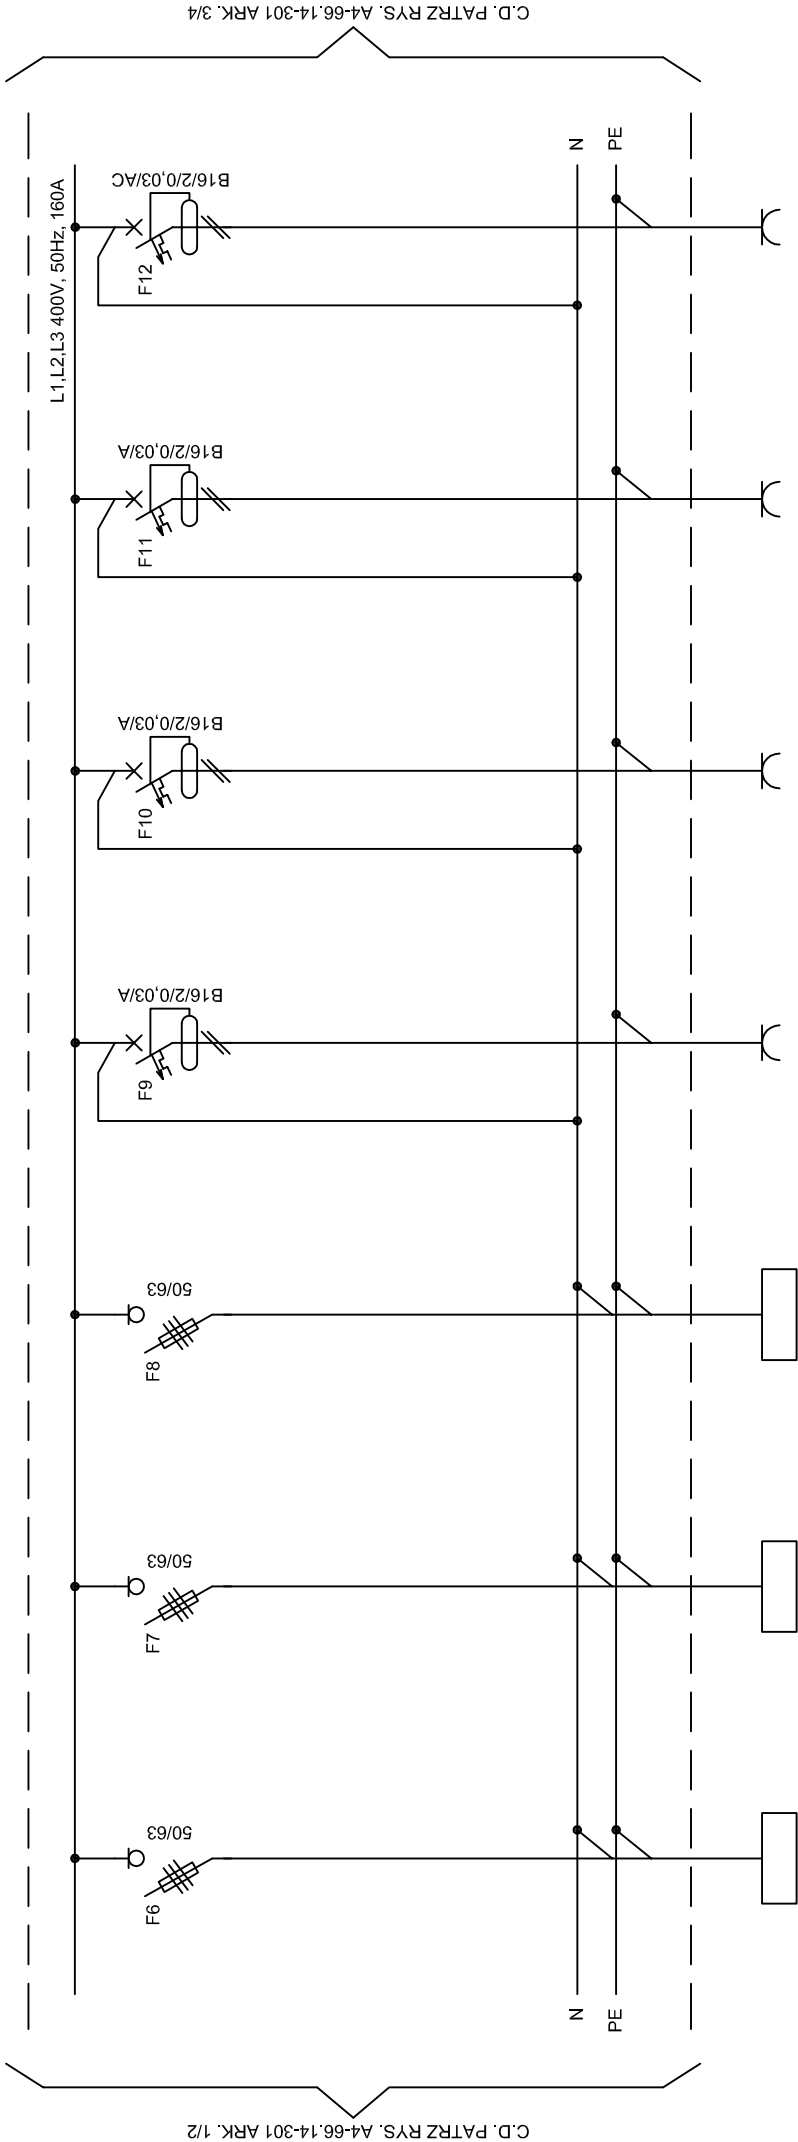 C.D. PATRZ RYS. A4-66.14-301 ARK. 3/4
L1,L2,L3 400V, 50Hz, 160A
N
PE
B16/2/0,03/AC
F12
B16/2/0,03/A
F11
B16/2/0,03/A
F10
B16/2/0,03/A
F9
50/63
F8
50/63
F7
50/63
F6
N
PE
C.D. PATRZ RYS. A4-66.14-301 ARK. 1/2